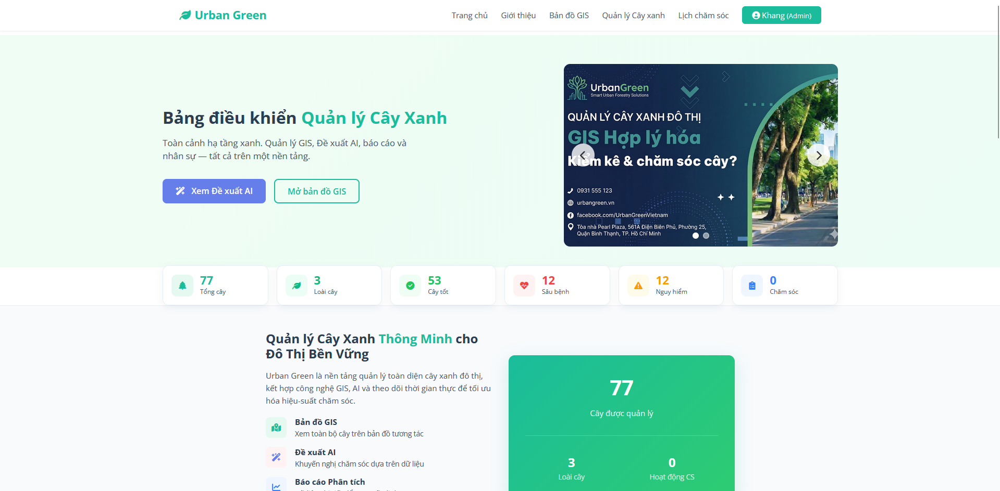 Urban Green
Trang chủ
Giới thiệu
Bản đồ GIS
Quản lý Cây xanh
Lịch chăm sóc
Khang (Admin)
Bảng điều khiển Quản lý Cây Xanh
Toàn cảnh hạ tầng xanh. Quản lý GIS, Đề xuất AI, báo cáo và
nhân sự — tất cả trên một nền tảng.
Xem Đề xuất AI
Mở bản đồ GIS
UrbanGreen
Smart Urban Forestry Solutions
QUẢN LÝ CÂY XANH ĐÔ THỊ
GIS Hợp lý hóa
Kiểm kê & chăm sóc cây?
0931 555 123
urbangreen.vn
facebook.com/UrbanGreenVietnam
Tòa nhà Pearl Plaza, 561A Điện Biên Phủ, Phường 25,
Quận Bình Thạnh, TP. Hồ Chí Minh
77
Tổng cây
3
Loài cây
53
Cây tốt
12
Sâu bệnh
12
Nguy hiểm
0
Chăm sóc
Quản lý Cây Xanh Thông Minh cho
Đô Thị Bền Vững
Urban Green là nền tảng quản lý toàn diện cây xanh đô thị,
kết hợp công nghệ GIS, AI và theo dõi thời gian thực để tối ưu
hóa hiệu-suất chăm sóc.
Bản đồ GIS
Xem toàn bộ cây trên bản đồ tương tác
Đề xuất AI
Khuyến nghị chăm sóc dựa trên dữ liệu
Báo cáo Phân tích
77
Cây được quản lý
3
Loài cây
0
Hoạt động CS